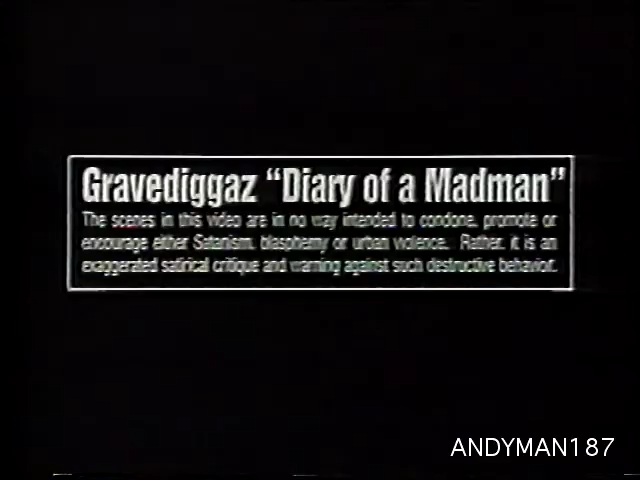 Gravediggaz “Diary of a Madman”
The scenes in this video are in no way intended to condone, promote or
encourage either Satanism, blasphemy or urban violence. Rather, it is an
exaggerated satirical critique and warning against such destructive behavior.
ANDYMAN187